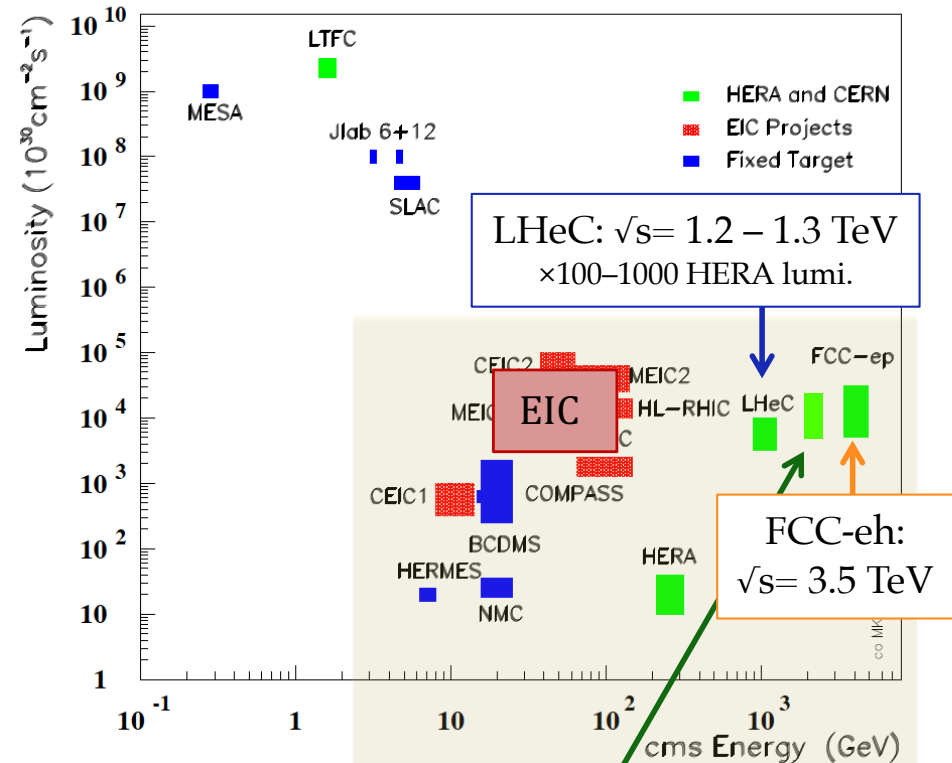 10^10
LTFC
10^9
MESA
HERA and CERN
EIC Projects
Fixed Target
Jlab 6+12
10^8
SLAC
10^7
Luminosity (10^30cm^-2s^-1)
LHeC: √s= 1.2 – 1.3 TeV
×100–1000 HERA lumi.
10^6
10^5
CEIC2
FCC-ep
MEIC2
EIC
10^4
HL-RHIC
LHeC
10^3
CEIC1
COMPASS
BCDMS
10^2
HERMES
HERA
FCC-eh:
√s= 3.5 TeV
10
NMC
1
10^-1
1
10
10^2
10^3
cms Energy (GeV)